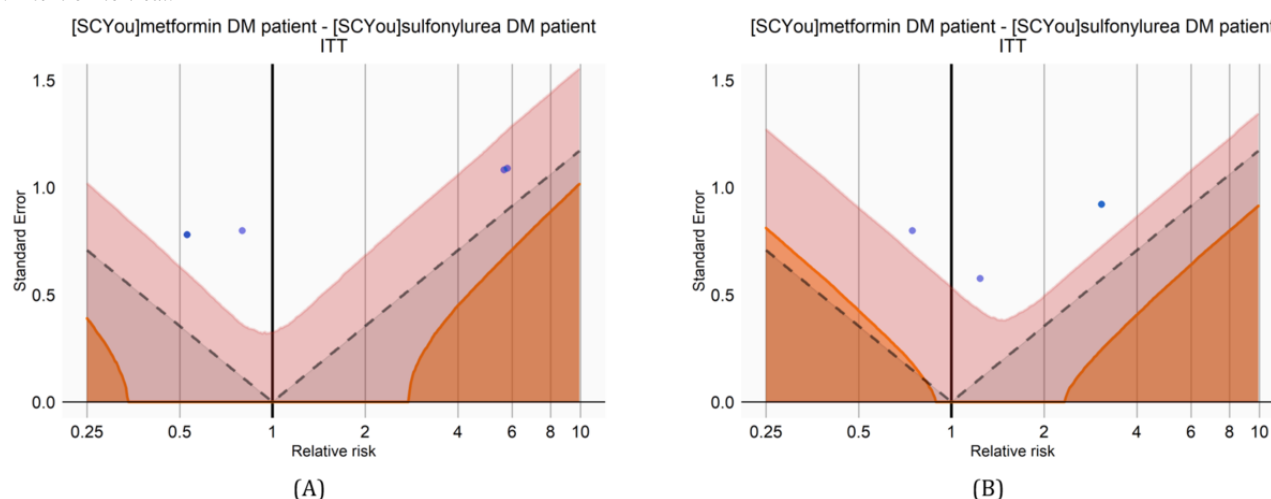 [SCYou]metformin DM patient - [SCYou]sulfonylurea DM patient
ITT
1.5
1.0
0.5
0.0
Standard Error
0.25 0.5 1 2 4 6 8 10
Relative risk
(A)
[SCYou]metformin DM patient - [SCYou]sulfonylurea DM patient
ITT
1.5
1.0
0.5
0.0
Standard Error
0.25 0.5 1 2 4 6 8 10
Relative risk
(B)